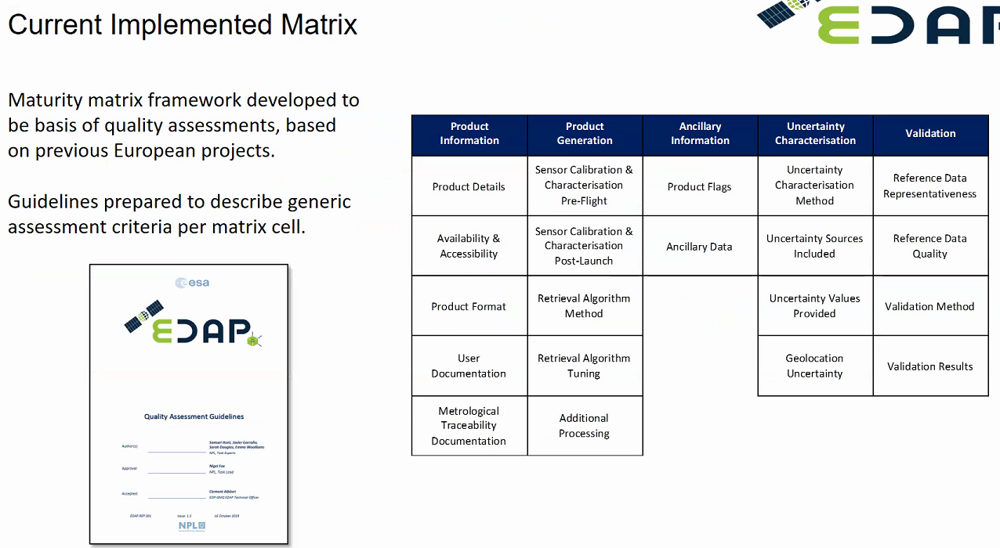 Current Implemented Matrix
EDAP
Maturity matrix framework developed to
be basis of quality assessments, based
on previous European projects.
Guidelines prepared to describe generic
assessment criteria per matrix cell.
esa
EDAP
Quality Assessment Guidelines
Author(s):
Samuel Hunt, Javier Gorroño,
Sarah Douglas, Emma Woolliams
NPL, Task Experts
Approval:
Nigel Fox
NPL, Task Lead
Accepted:
Clement Albinet
EOP-GMQ EDAP Technical Officer
EDAP.REP.001 Issue: 1.3 16 October 2019
NPL
Product
Information
Product
Generation
Ancillary
Information
Uncertainty
Characterisation
Validation
Product Details
Sensor Calibration &
Characterisation
Pre-Flight
Product Flags
Uncertainty
Characterisation
Method
Reference Data
Representativeness
Availability &
Accessibility
Sensor Calibration &
Characterisation
Post-Launch
Ancillary Data
Uncertainty Sources
Included
Reference Data
Quality
Product Format
Retrieval Algorithm
Method
Uncertainty Values
Provided
Validation Method
User
Documentation
Retrieval Algorithm
Tuning
Geolocation
Uncertainty
Validation Results
Metrological
Traceability
Documentation
Additional
Processing